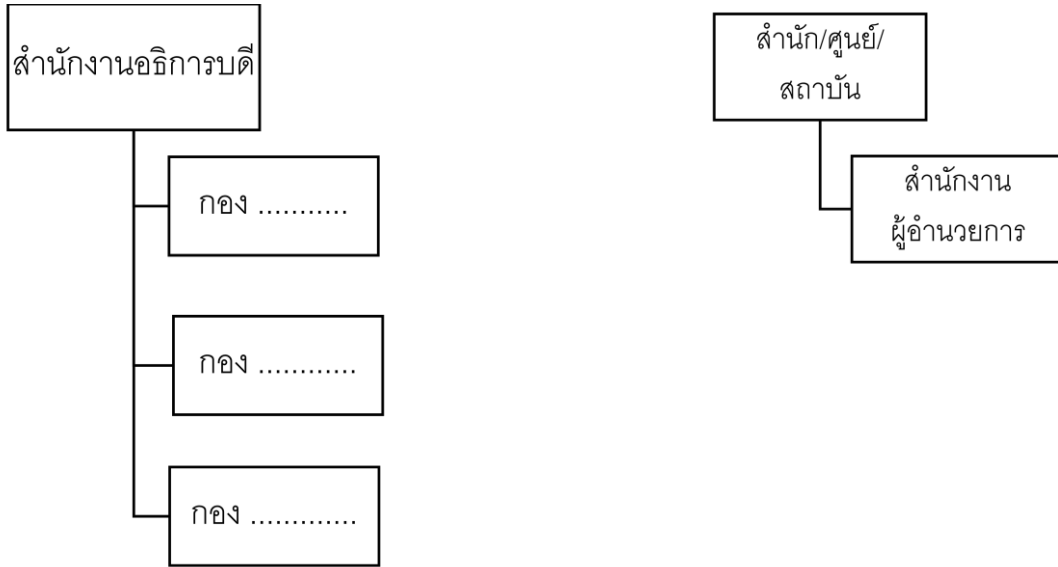 สำนักงานอธิการบดี
กอง ...........
กอง ............
กอง .............
สำนัก/ศูนย์/
สถาบัน
สำนักงาน
ผู้อำนวยการ